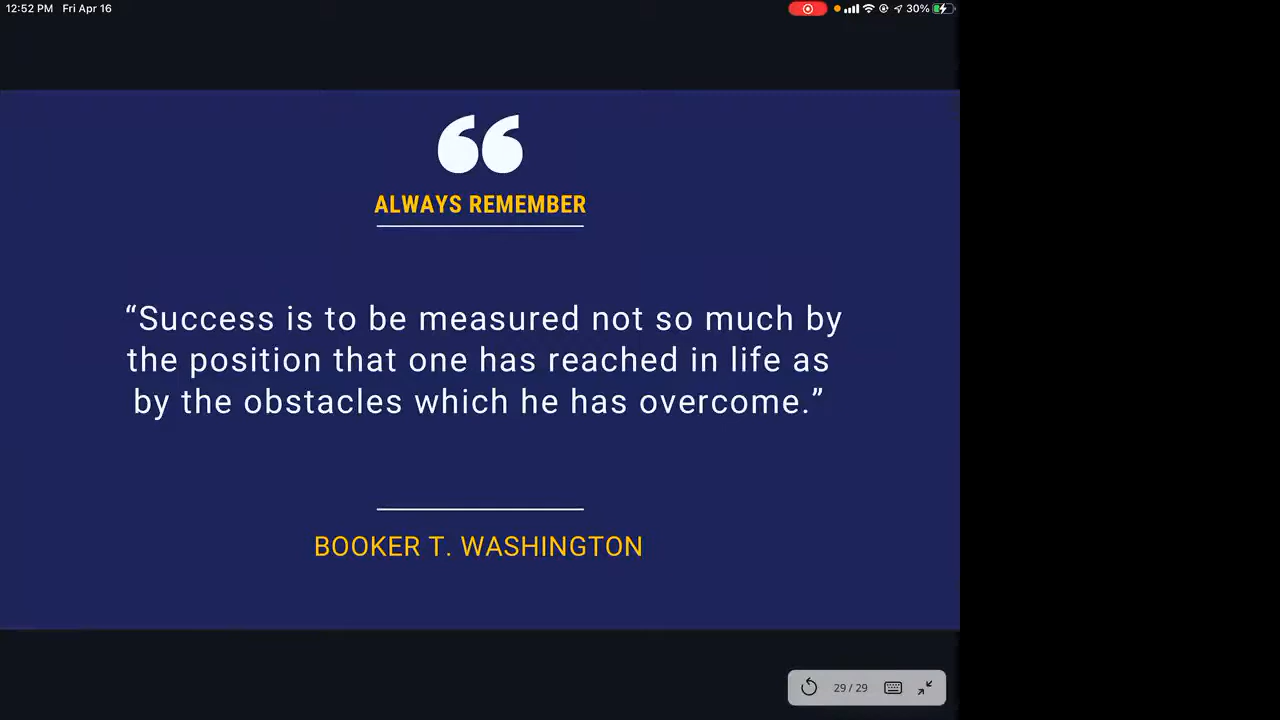 12:52 PM Fri Apr 16 30%
ALWAYS REMEMBER
“Success is to be measured not so much by
the position that one has reached in life as
by the obstacles which he has overcome.”
BOOKER T. WASHINGTON
29 / 29